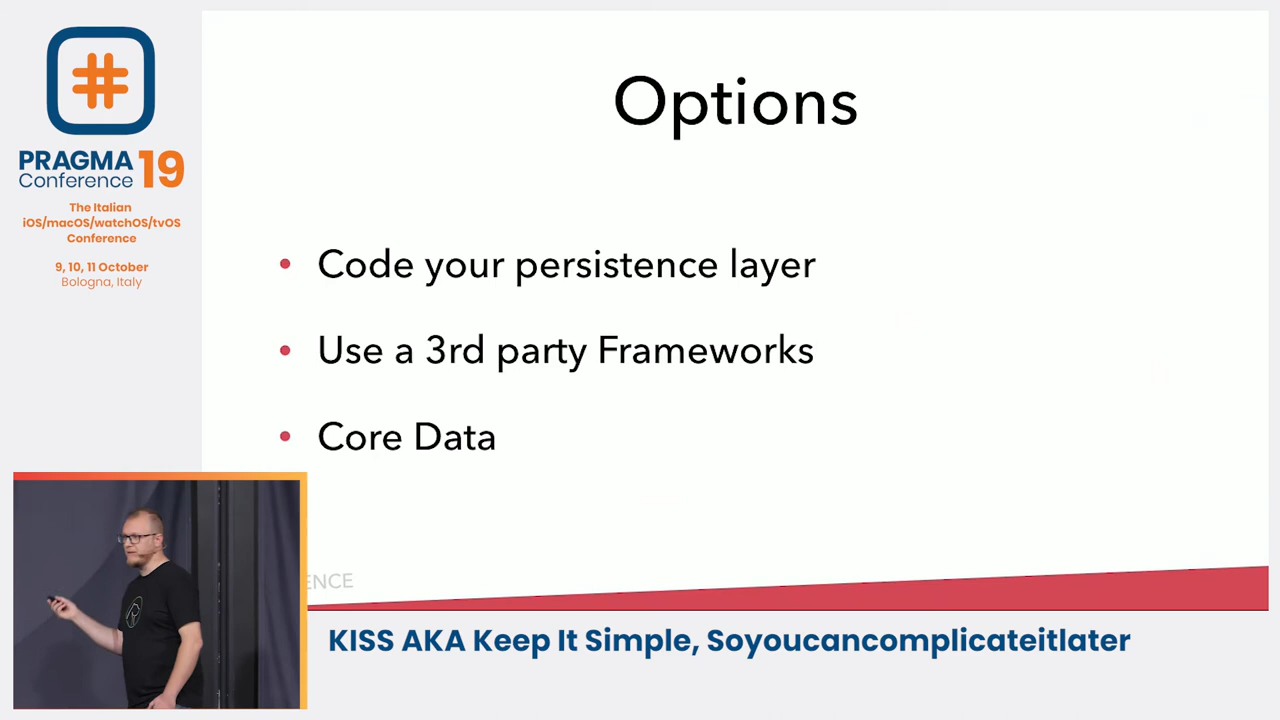 #
PRAGMA
Conference
19
The Italian
iOS/macOS/watchOS/tvOS
Conference
9, 10, 11 October
Bologna, Italy
Options
• Code your persistence layer
• Use a 3rd party Frameworks
• Core Data
ENCE
KISS AKA Keep It Simple, Soyoucancomplicateitlater